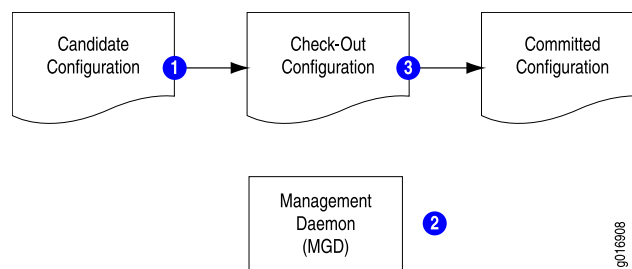 Candidate
Configuration
1
Check-Out
Configuration
3
Committed
Configuration
Management
Daemon
(MGD)
2
g016908